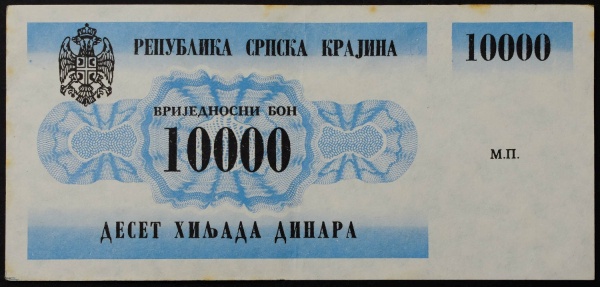 РЕПУБЛИКА СРПСКА КРАЈИНА
10000
ВРИЈЕДНОСНИ БОН
10000
М.П.
ДЕСЕТ ХИЉАДА ДИНАРА